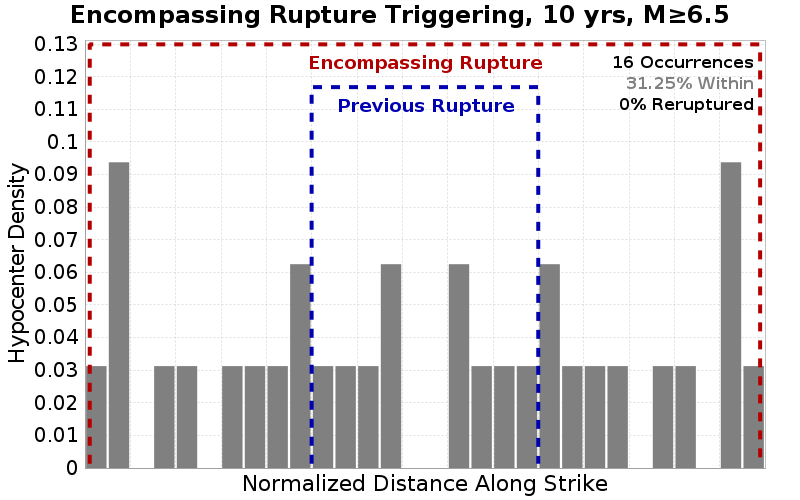 Encompassing Rupture Triggering, 10 yrs, M≥6.5
0.13
0.12
0.11
0.1
0.09
0.08
0.07
0.06
0.05
0.04
0.03
0.02
0.01
0
Hypocenter Density
Encompassing Rupture
Previous Rupture
16 Occurrences
31.25% Within
0% Reruptured
Normalized Distance Along Strike